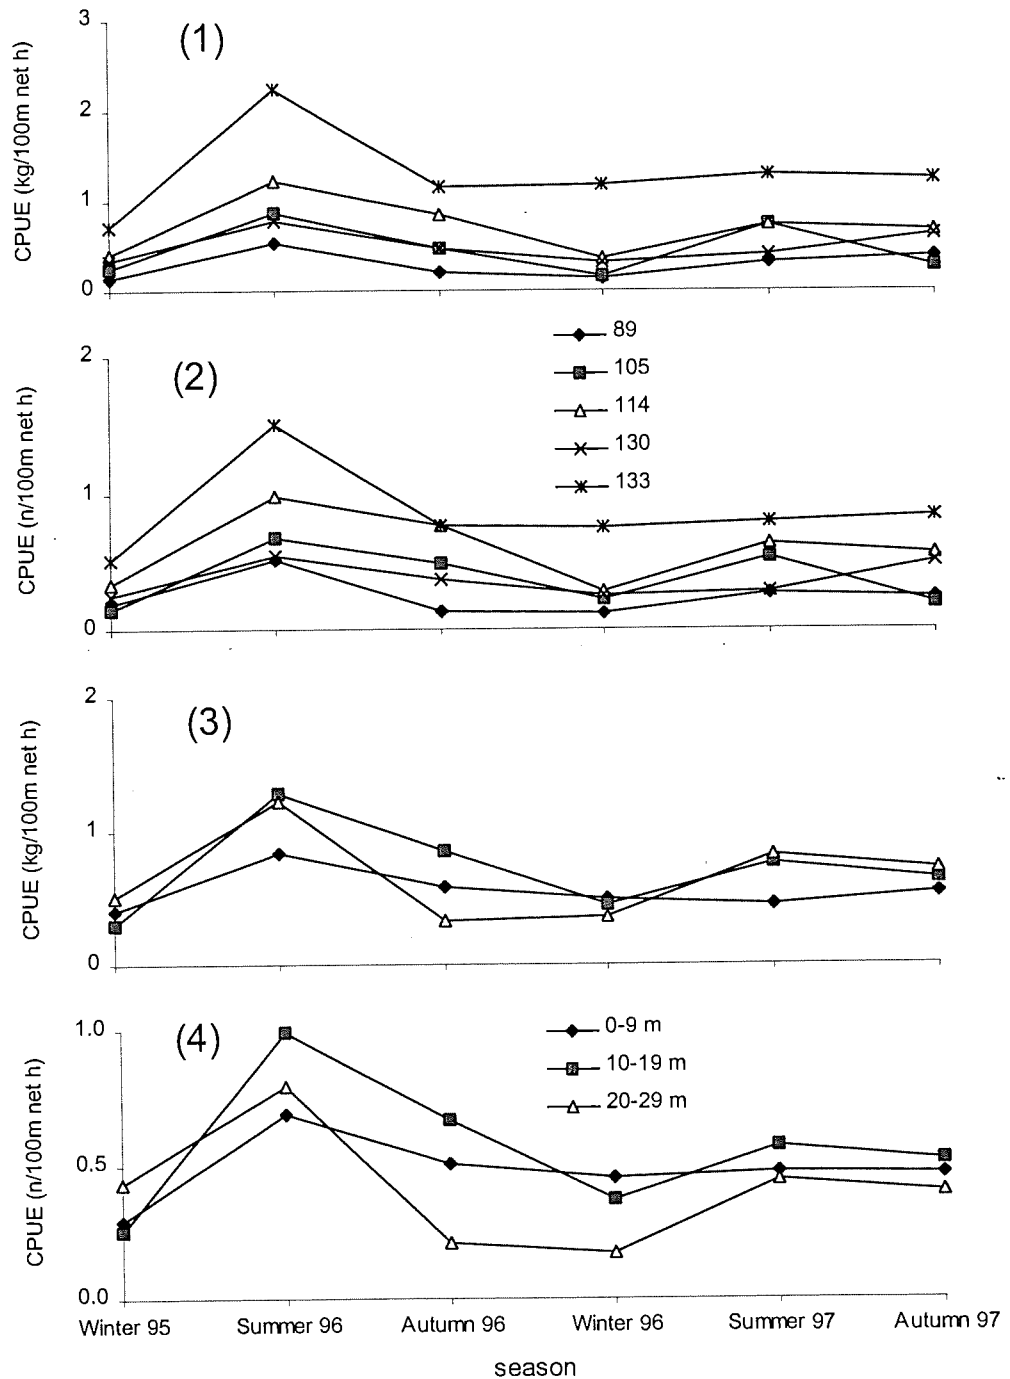 (1)
CPUE (kg/100m net h)
3
2
1
0
89
105
114
130
133
(2)
CPUE (n/100m net h)
2
1
0
(3)
CPUE (kg/100m net h)
2
1
0
(4)
CPUE (n/100m net h)
1.0
0.5
0.0
0-9 m
10-19 m
20-29 m
Winter 95 Summer 96 Autumn 96 Winter 96 Summer 97 Autumn 97
season